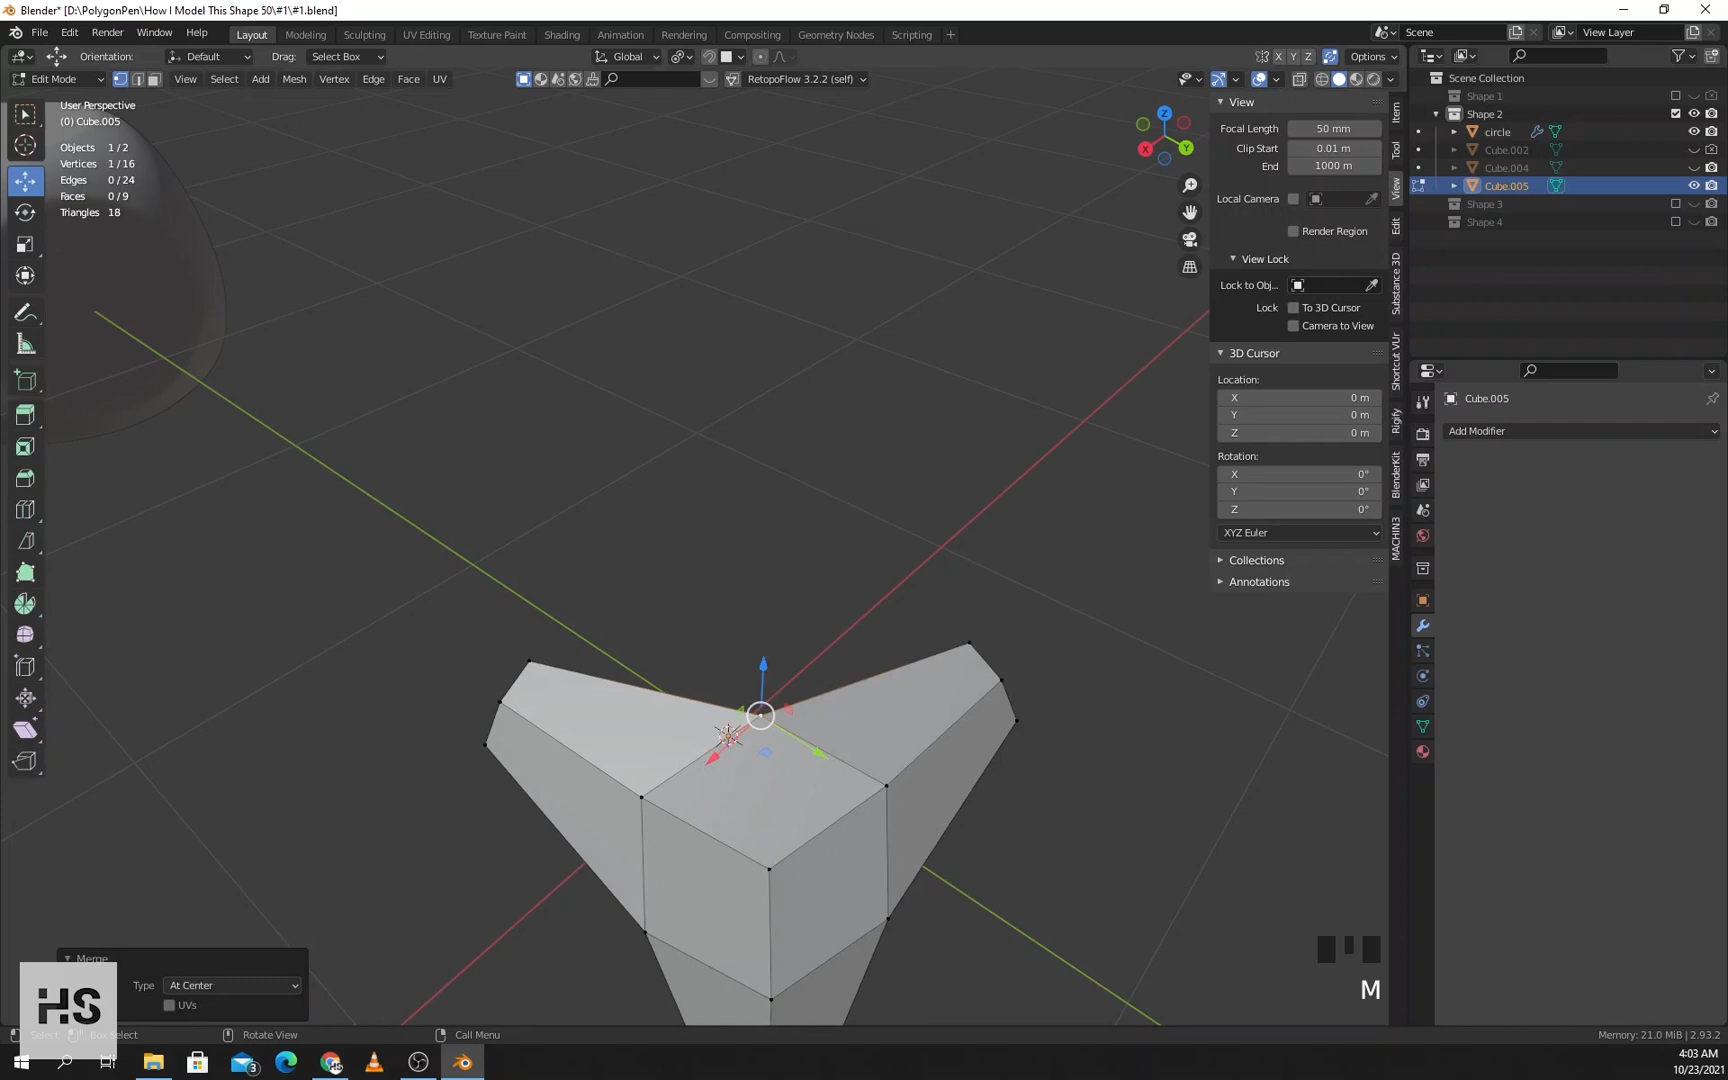 Blender* [D:\PolygonPen\How I Model This Shape 50\#1\#1.blend]
File Edit Render Window Help Layout Modeling Sculpting UV Editing Texture Paint Shading Animation Rendering Compositing Geometry Nodes Scripting + Scene View Layer
Orientation: Default Drag: Select Box Global X Y Z Options
Edit Mode View Select Add Mesh Vertex Edge Face UV RetopoFlow 3.2.2 (self)
User Perspective
(0) Cube.005
Objects 1/2
Vertices 1/16
Edges 0/24
Faces 0/9
Triangles 18
Z
Y
X
View
Focal Length 50 mm
Clip Start 0.01 m
End 1000 m
Local Camera
Render Region
View Lock
Lock to Obj...
Lock To 3D Cursor
Camera to View
3D Cursor
Location:
X 0 m
Y 0 m
Z 0 m
Rotation:
X 0°
Y 0°
Z 0°
XYZ Euler
Collections
Annotations
Item
Tool
View
Edit
Substance 3D
Shortcut VUr
Rigify
BlenderKit
MACHIN3
Scene Collection
Shape 1
Shape 2
circle
Cube.002
Cube.004
Cube.005
Shape 3
Shape 4
Cube.005
Add Modifier
Merge
Type At Center
UVs
HS
M
Select Box Select Rotate View Call Menu Memory: 21.0 MiB | 2.93.2
3
4:03 AM
10/23/2021